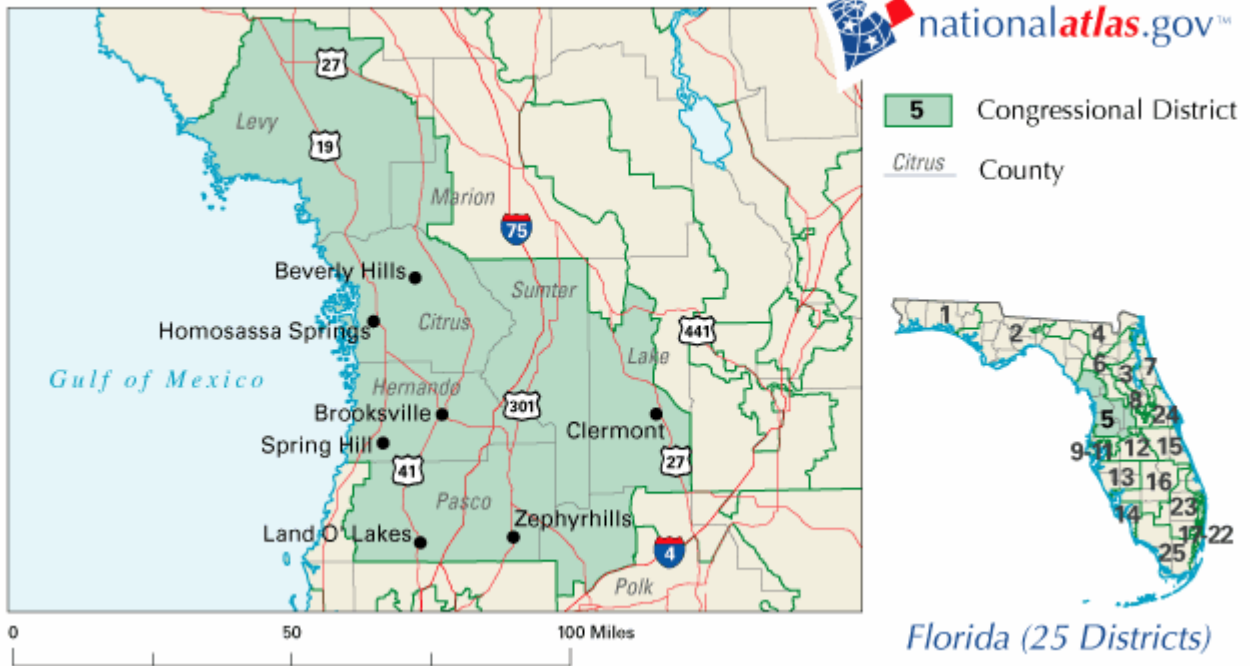 nationalatlas.gov™
5 Congressional District
Citrus County
27
Levy
19
Marion
75
Beverly Hills
Sumter
Homosassa Springs
Citrus
441
Lake
Gulf of Mexico
Hernando
301
Brooksville
Clermont
Spring Hill
41
27
Pasco
Zephyrhills
Land O' Lakes
4
Polk
0 50 100 Miles
1
2
4
6
3
7
8
5
24
9-11
12
15
13
16
14
23
17-22
25
Florida (25 Districts)